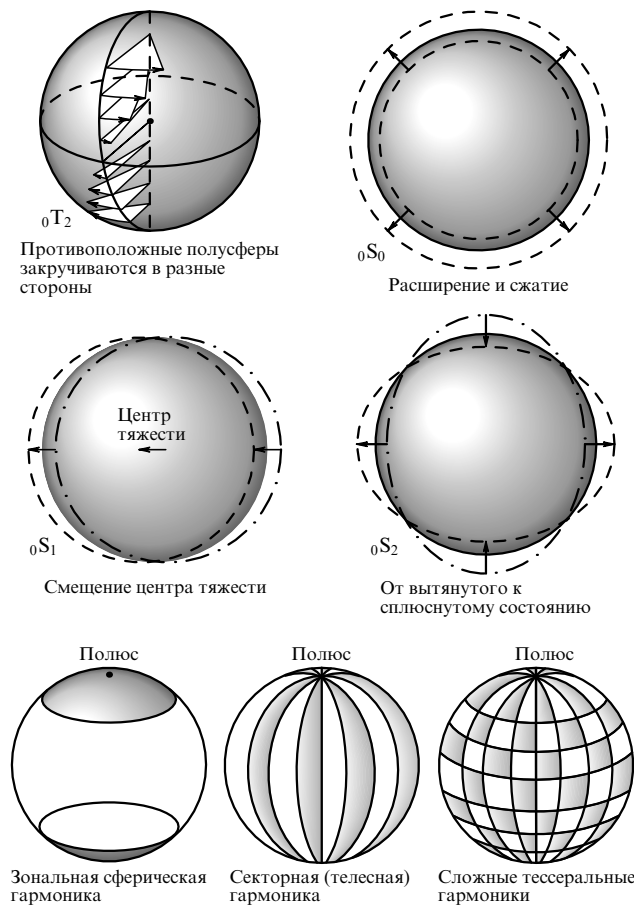 ₀T₂
Противоположные полусферы
закручиваются в разные
стороны
₀S₀
Расширение и сжатие
Центр
тяжести
₀S₁
Смещение центра тяжести
₀S₂
От вытянутого к
сплюснутому состоянию
Полюс
Зональная сферическая
гармоника
Полюс
Секторная (телесная)
гармоника
Полюс
Сложные тессеральные
гармоники